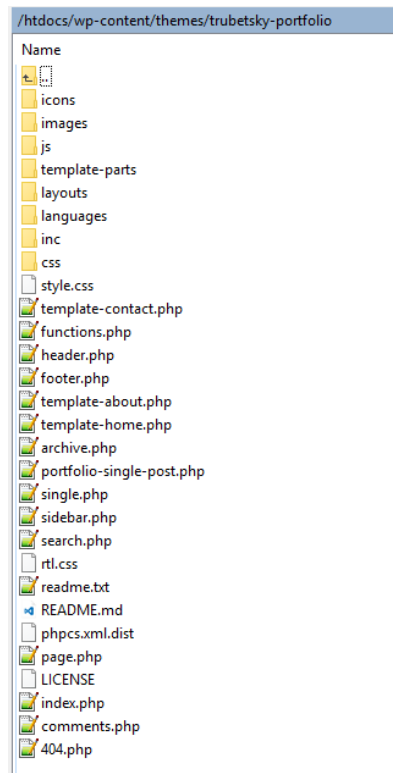 /htdocs/wp-content/themes/trubetsky-portfolio
Name
..
icons
images
js
template-parts
layouts
languages
inc
css
style.css
template-contact.php
functions.php
header.php
footer.php
template-about.php
template-home.php
archive.php
portfolio-single-post.php
single.php
sidebar.php
search.php
rtl.css
readme.txt
README.md
phpcs.xml.dist
page.php
LICENSE
index.php
comments.php
404.php